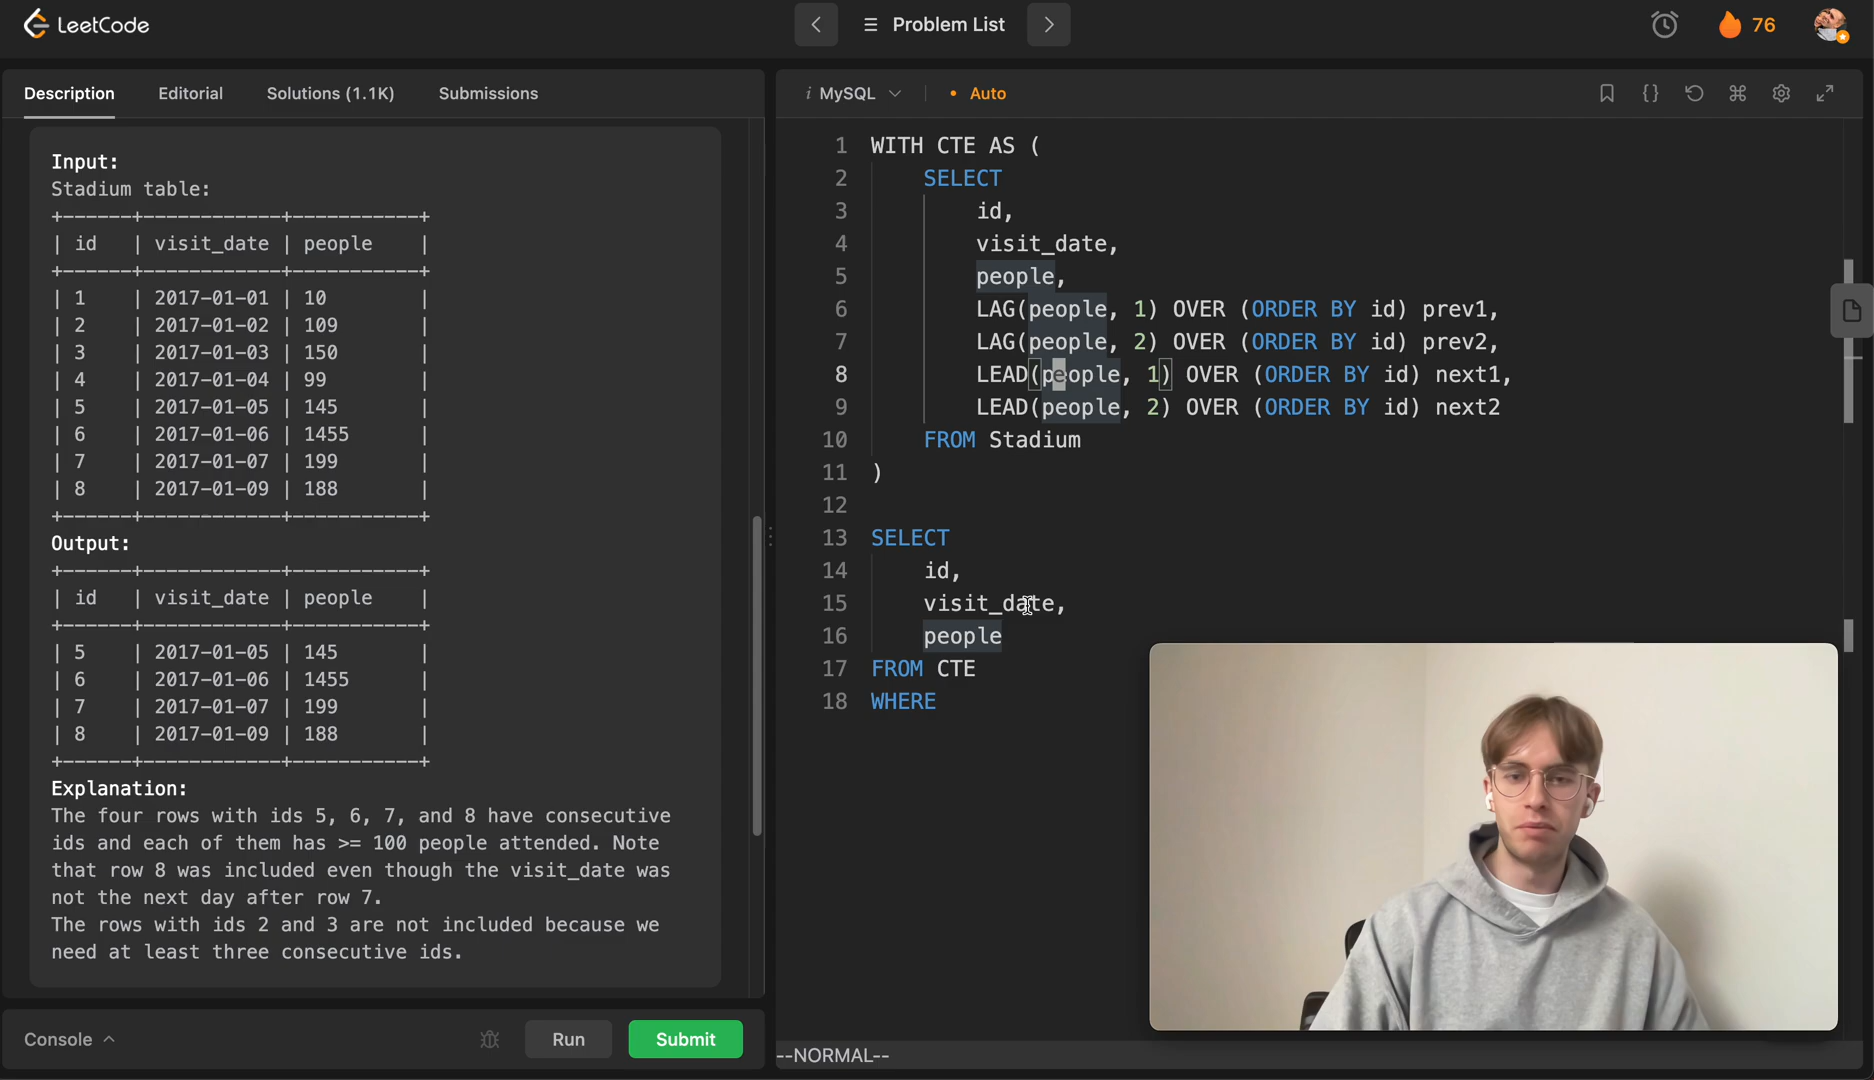 LeetCode
Problem List
76
Description Editorial Solutions (1.1K) Submissions
Input:
Stadium table:
+------+------------+-----------+
| id   | visit_date | people    |
+------+------------+-----------+
| 1    | 2017-01-01 | 10        |
| 2    | 2017-01-02 | 109       |
| 3    | 2017-01-03 | 150       |
| 4    | 2017-01-04 | 99        |
| 5    | 2017-01-05 | 145       |
| 6    | 2017-01-06 | 1455      |
| 7    | 2017-01-07 | 199       |
| 8    | 2017-01-09 | 188       |
+------+------------+-----------+
Output:
+------+------------+-----------+
| id   | visit_date | people    |
+------+------------+-----------+
| 5    | 2017-01-05 | 145       |
| 6    | 2017-01-06 | 1455      |
| 7    | 2017-01-07 | 199       |
| 8    | 2017-01-09 | 188       |
+------+------------+-----------+
Explanation:
The four rows with ids 5, 6, 7, and 8 have consecutive
ids and each of them has >= 100 people attended. Note
that row 8 was included even though the visit_date was
not the next day after row 7.
The rows with ids 2 and 3 are not included because we
need at least three consecutive ids.
Console
Run
Submit
i MySQL
• Auto
1 WITH CTE AS (
2     SELECT
3         id,
4         visit_date,
5         people,
6         LAG(people, 1) OVER (ORDER BY id) prev1,
7         LAG(people, 2) OVER (ORDER BY id) prev2,
8         LEAD(people, 1) OVER (ORDER BY id) next1,
9         LEAD(people, 2) OVER (ORDER BY id) next2
10     FROM Stadium
11 )
12
13 SELECT
14     id,
15     visit_date,
16     people
17 FROM CTE
18 WHERE
--NORMAL--